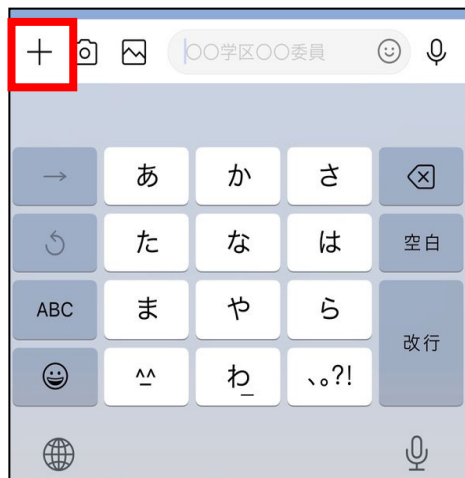 〇〇学区〇〇委員
あ か さ
た な は 空白
ABC ま や ら
改行
^_^ わ_ 、。?!